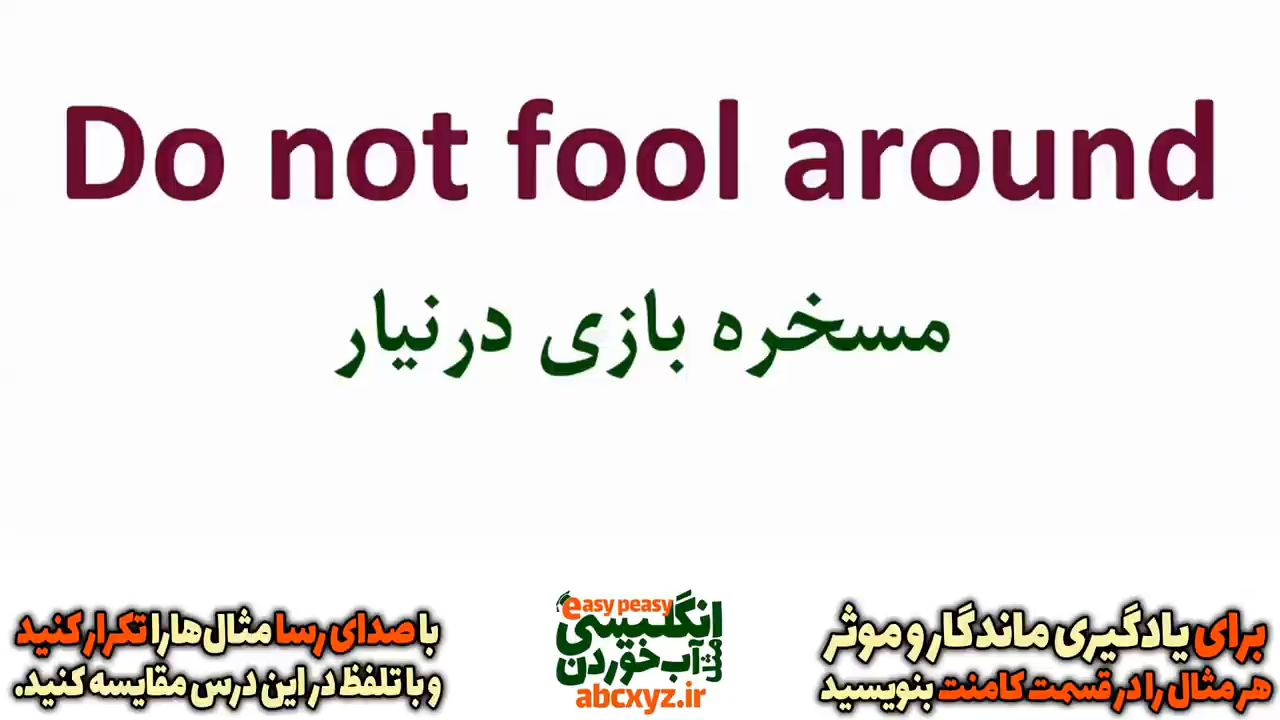 Do not fool around
مسخره بازی درنیار
برای یادگیری ماندگار و موثر
هر مثال را در قسمت کامنت بنویسید
easy peasy
انگلیسی
مثل آب خوردن
abcxyz.ir
با صدای رسا مثال‌ها را تکرار کنید
و با تلفظ در این درس مقایسه کنید.